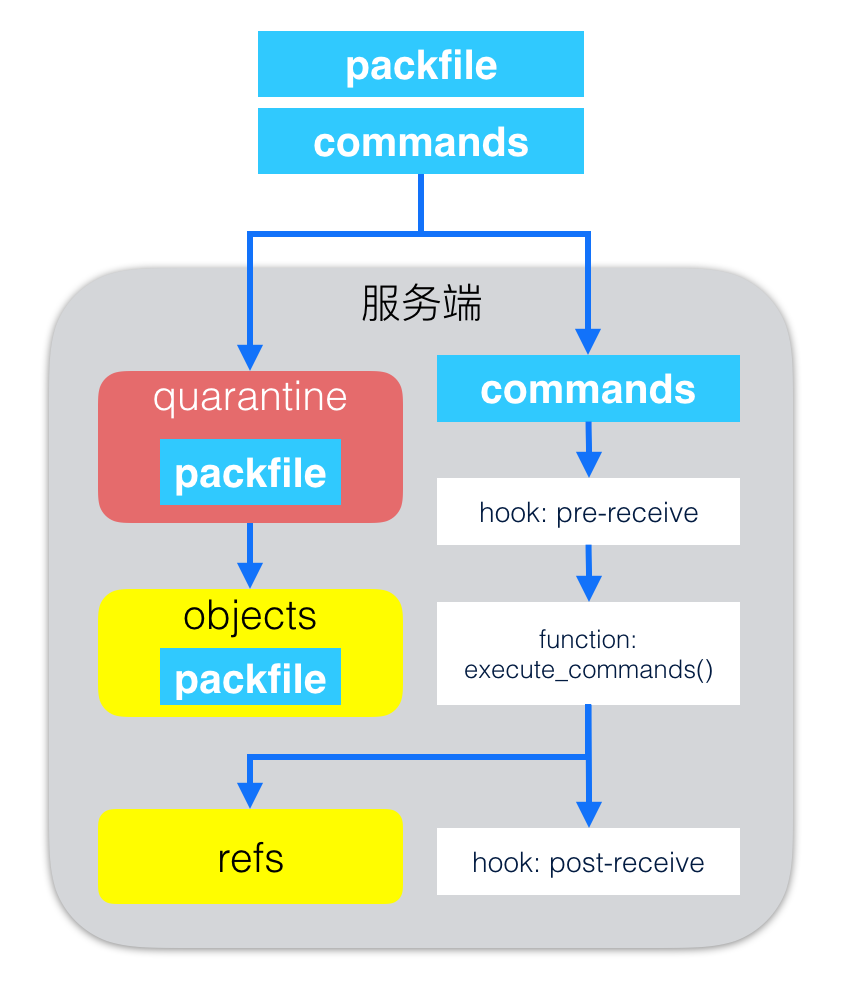 packfile
commands
服务端
quarantine
packfile
commands
hook: pre-receive
objects
packfile
function:
execute_commands()
refs
hook: post-receive